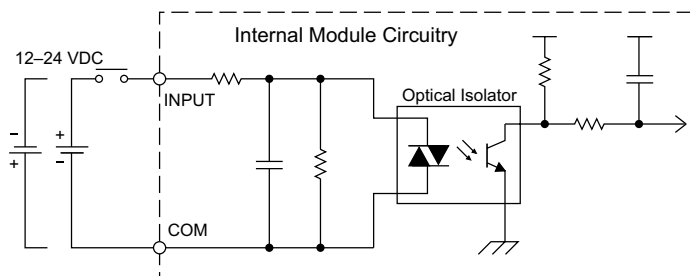 Internal Module Circuitry
12–24 VDC
INPUT
Optical Isolator
–
+
+
–
COM